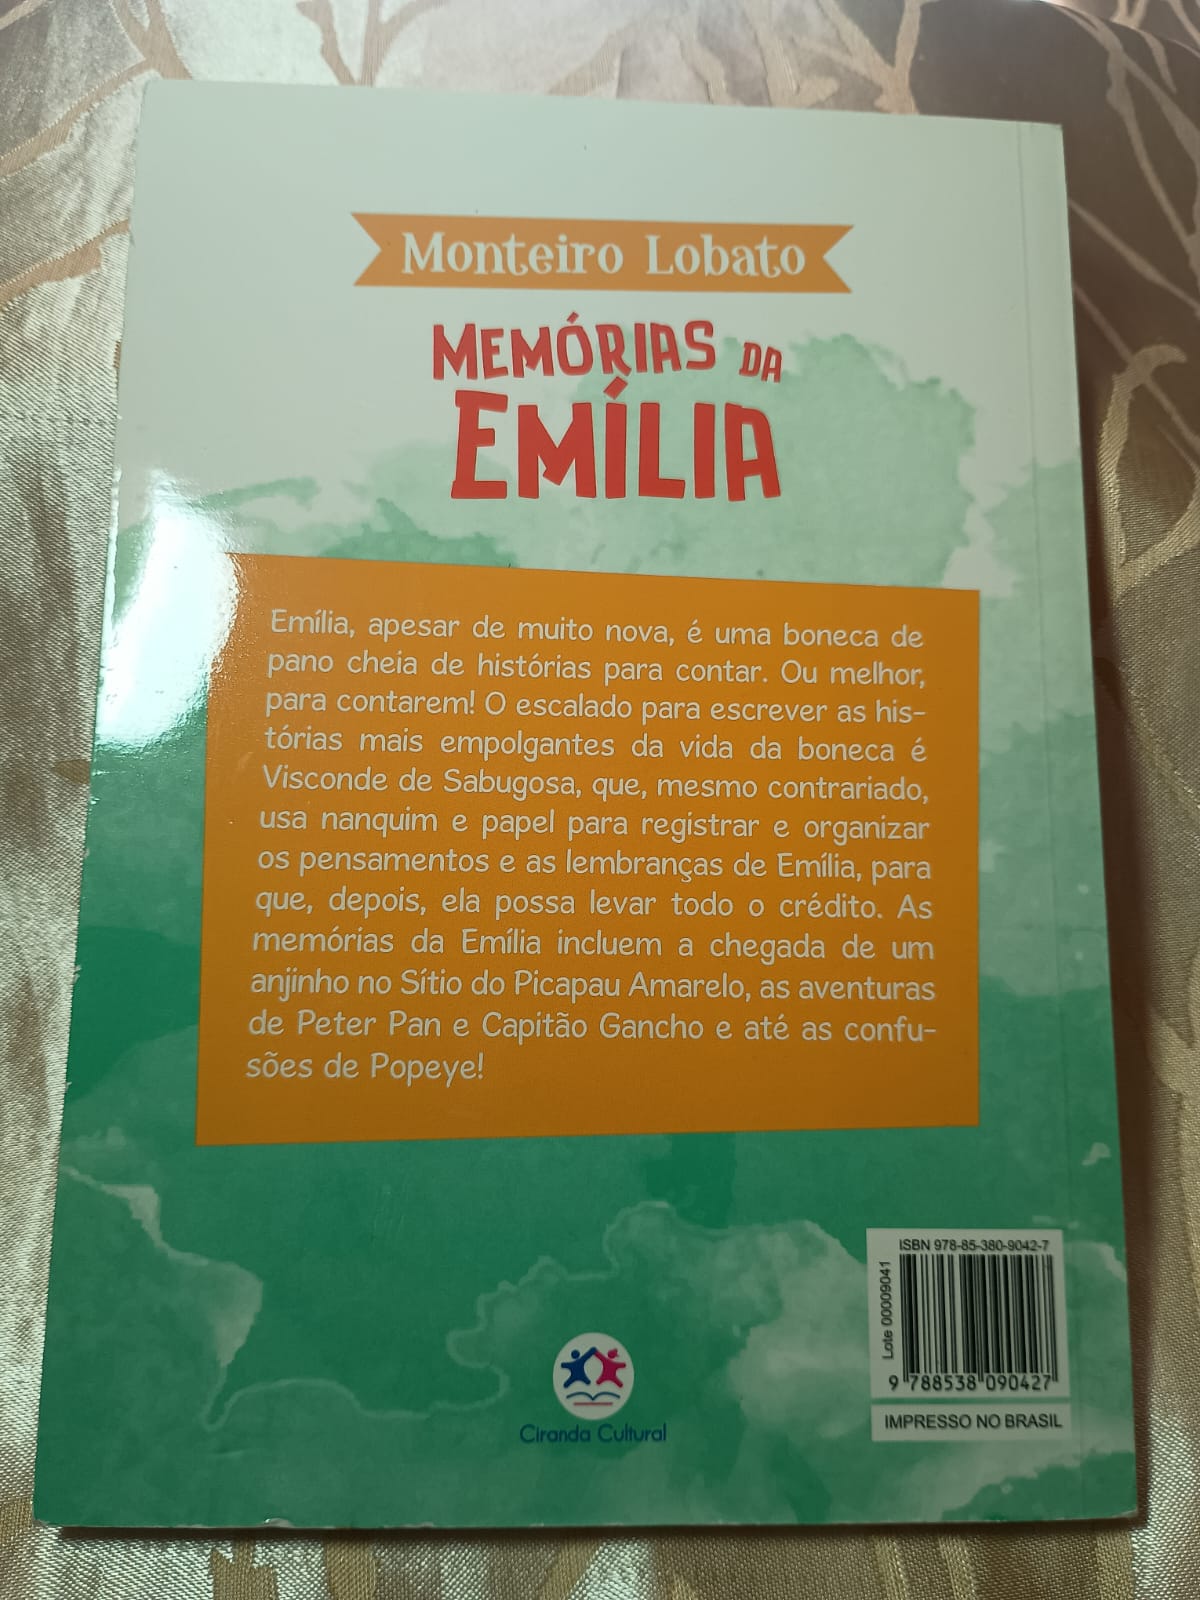 Monteiro Lobato
MEMÓRIAS DA
EMÍLIA
Emília, apesar de muito nova, é uma boneca de
pano cheia de histórias para contar. Ou melhor,
para contarem! O escalado para escrever as his-
tórias mais empolgantes da vida da boneca é
Visconde de Sabugosa, que, mesmo contrariado,
usa nanquim e papel para registrar e organizar
os pensamentos e as lembranças de Emília, para
que, depois, ela possa levar todo o crédito. As
memórias da Emília incluem a chegada de um
anjinho no Sítio do Picapau Amarelo, as aventuras
de Peter Pan e Capitão Gancho e até as confu-
sões de Popeye!
ISBN 978-85-380-9042-7
Lote 00009041
9 788538 090427
IMPRESSO NO BRASIL
Ciranda Cultural